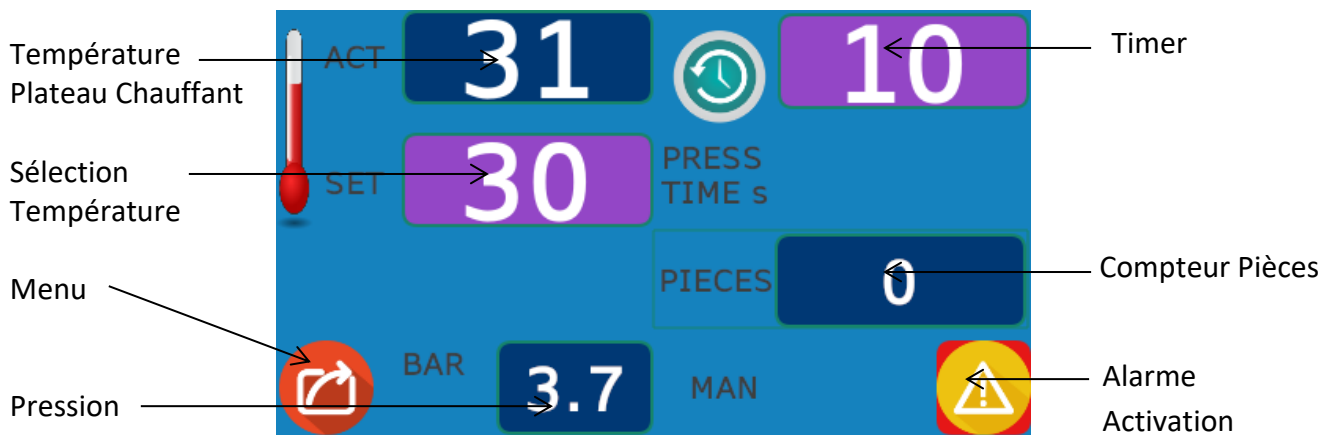 Température
Plateau Chauffant
ACT
31
10
Timer
Sélection
Température
SET
30
PRESS
TIME s
PIECES
0
Compteur Pièces
Menu
Pression
BAR
3.7
MAN
Alarme
Activation